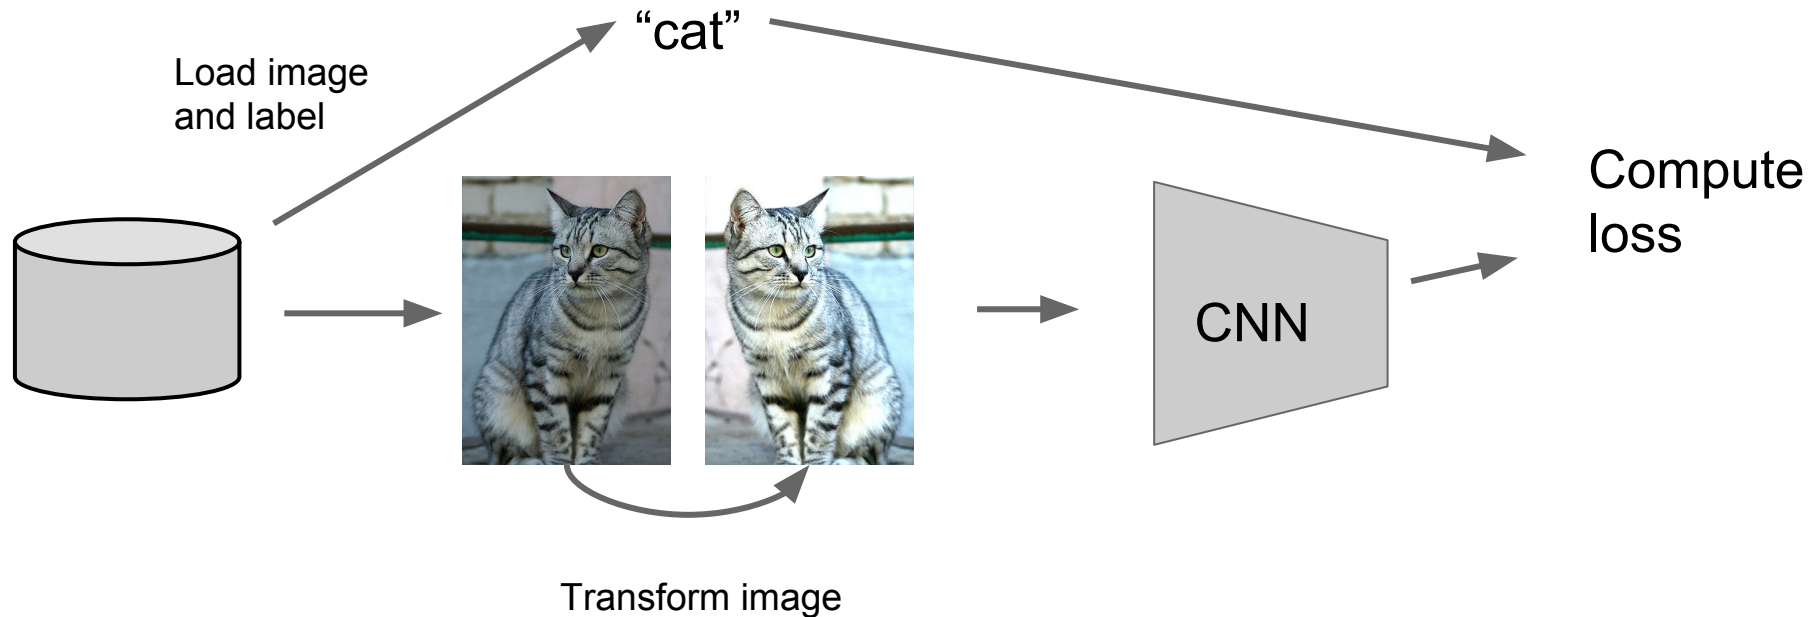 “cat”
Load image
and label
Compute
loss
CNN
Transform image